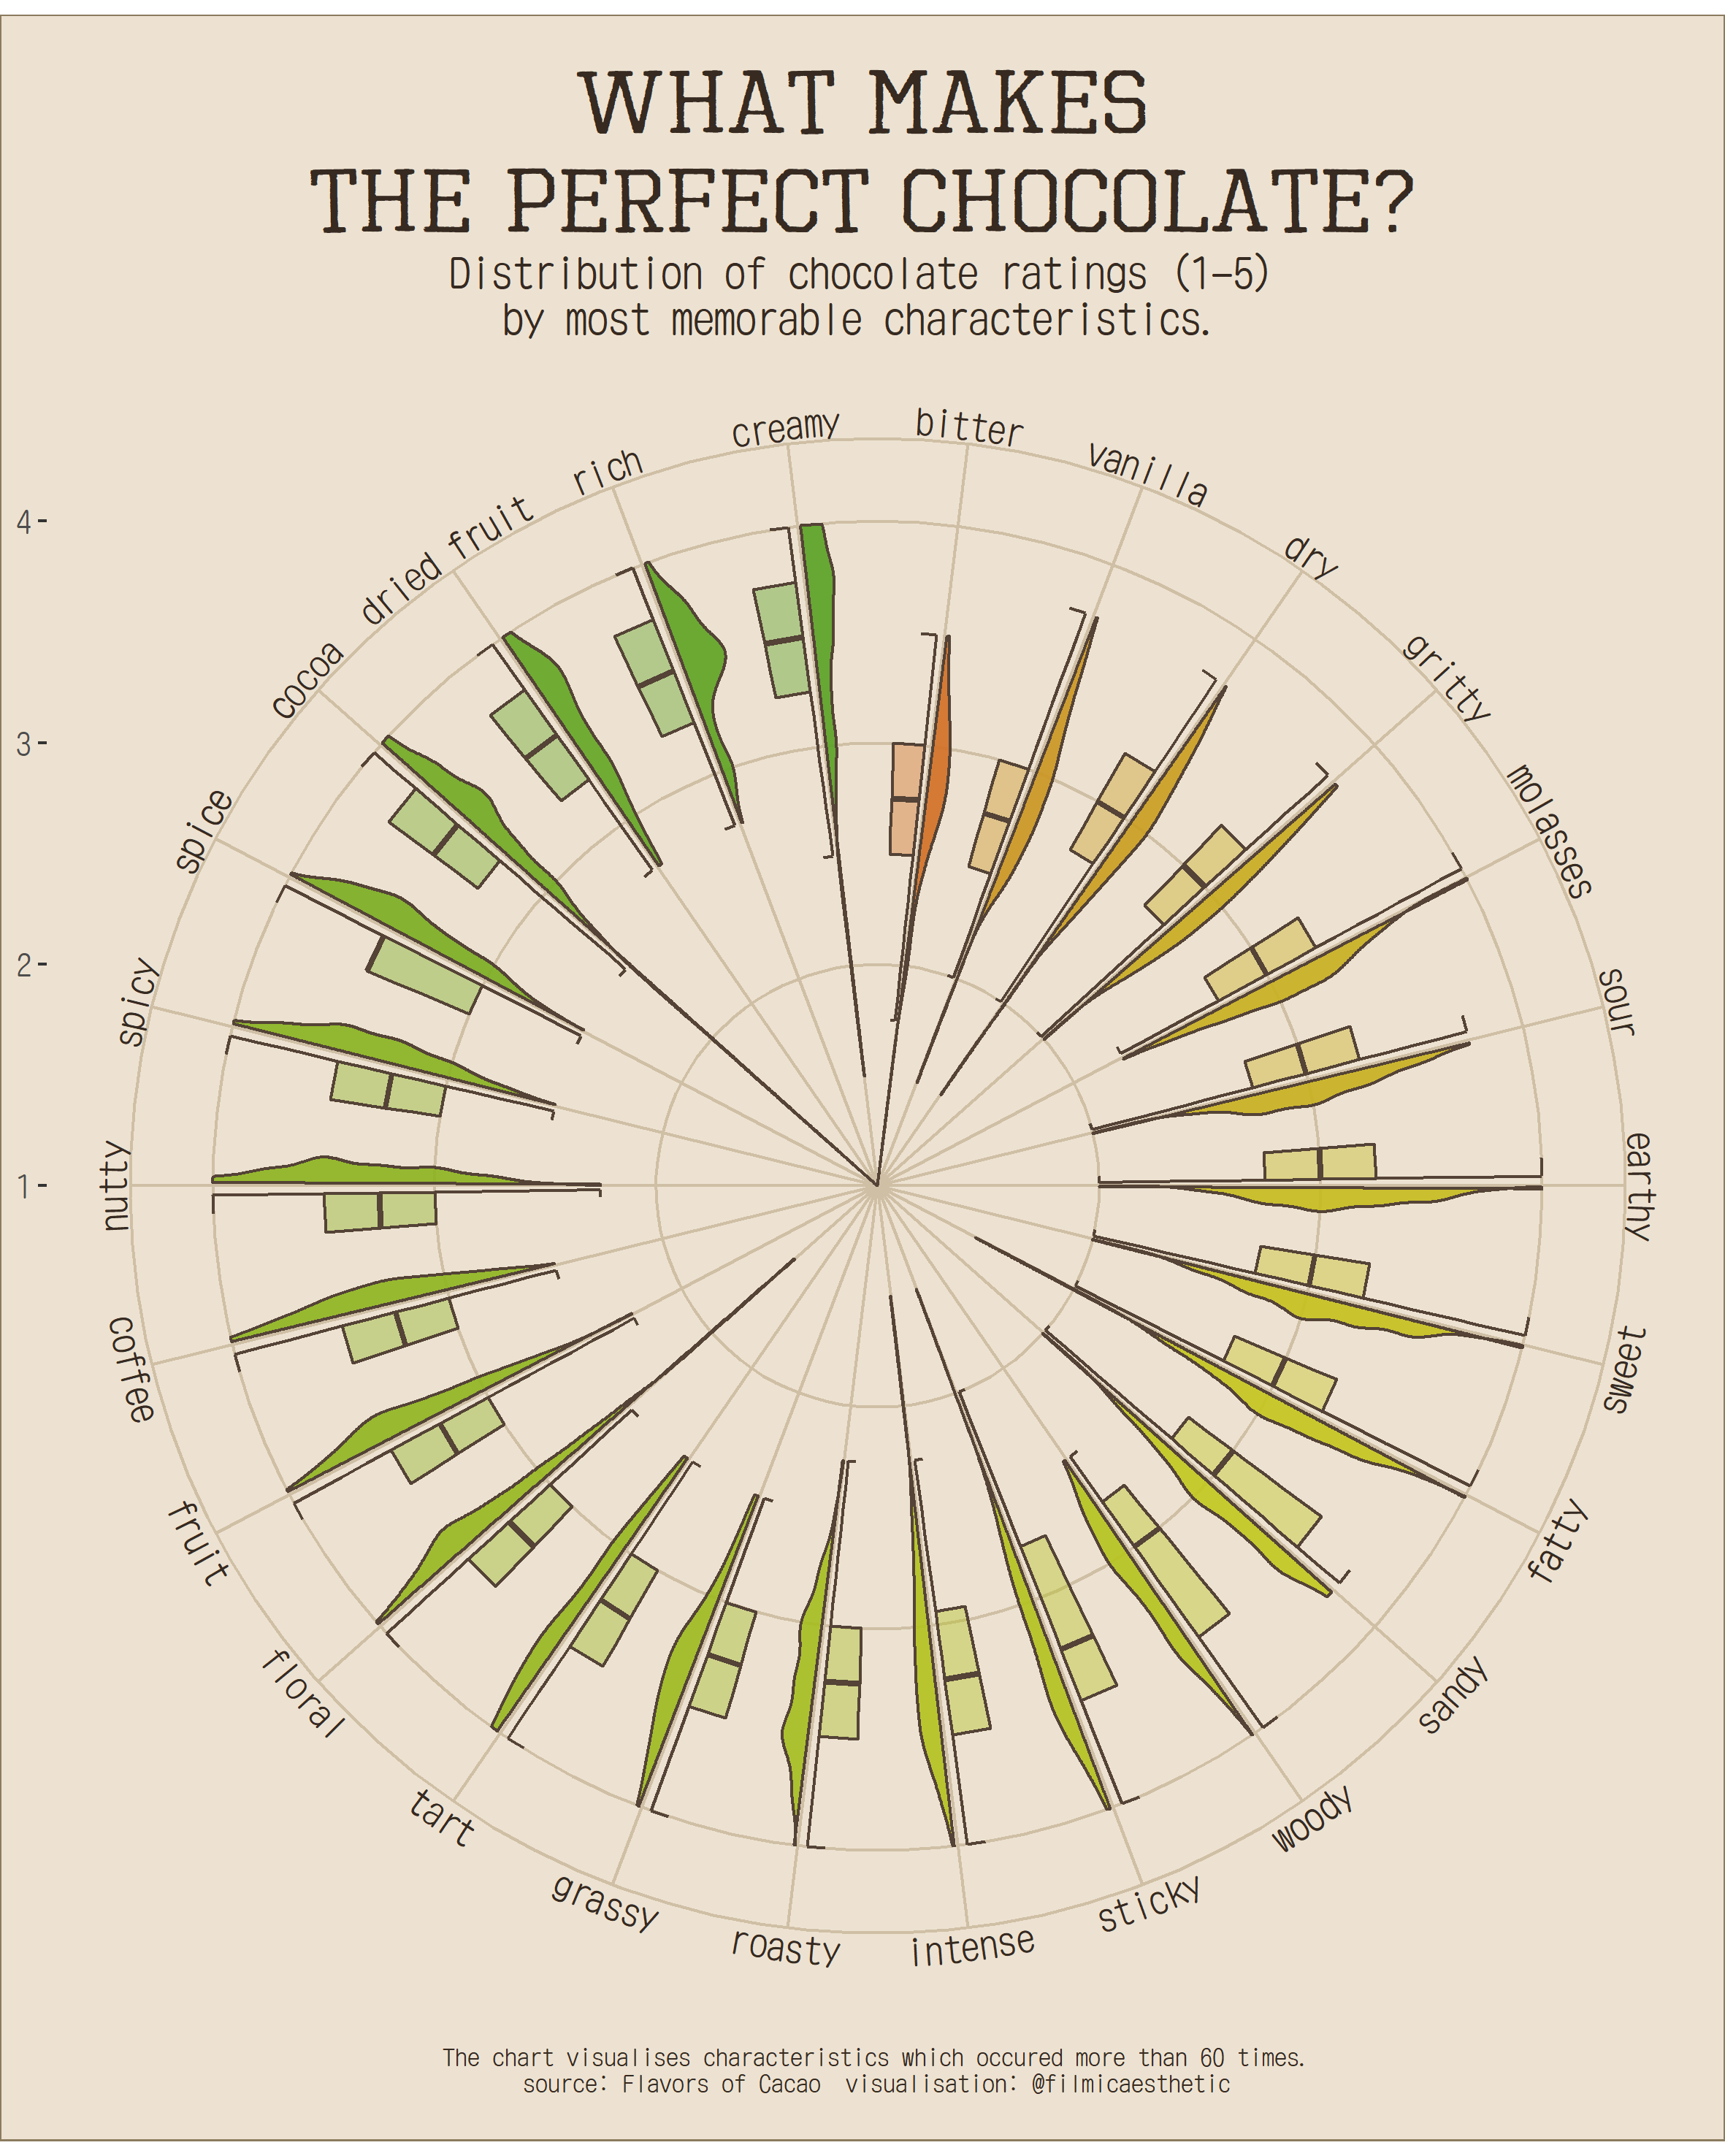 WHAT MAKES
THE PERFECT CHOCOLATE?
Distribution of chocolate ratings (1–5)
by most memorable characteristics.
creamy
bitter
vanilla
dry
gritty
molasses
sour
earthy
sweet
fatty
sandy
woody
sticky
intense
roasty
grassy
tart
floral
fruit
coffee
nutty
spicy
spice
cocoa
dried fruit
rich
4
3
2
1
The chart visualises characteristics which occured more than 60 times.
source: Flavors of Cacao  visualisation: @filmicaesthetic